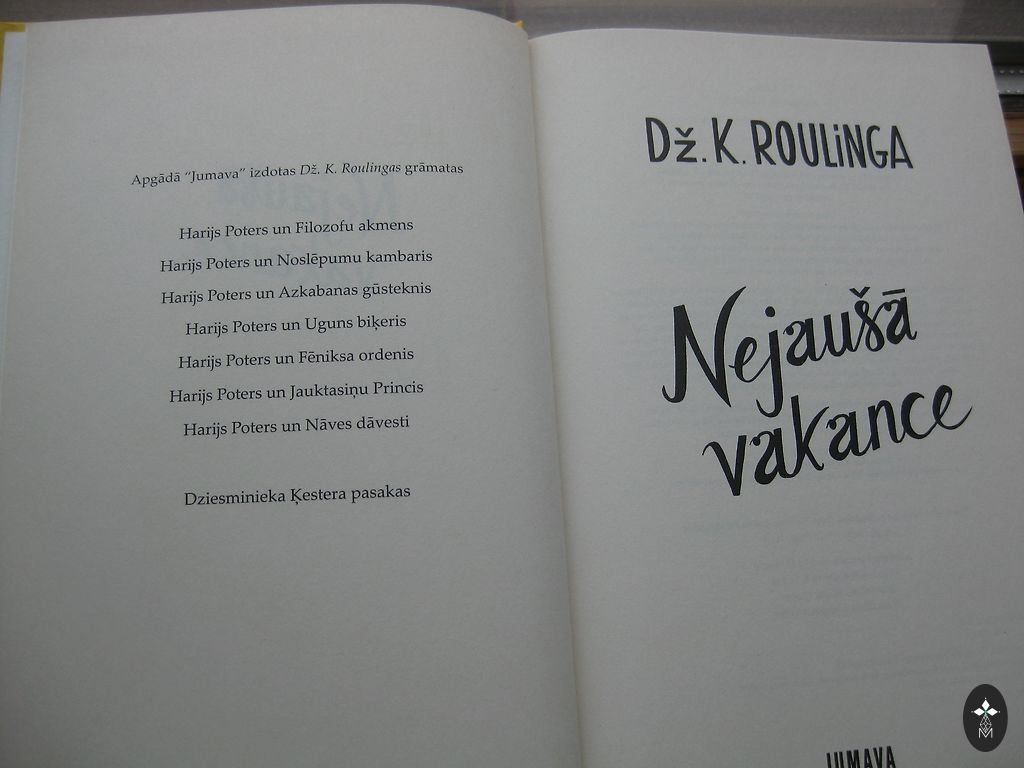 Apgādā “Jumava” izdotas Dž. K. Roulingas grāmatas
Harijs Poters un Filozofu akmens
Harijs Poters un Noslēpumu kambaris
Harijs Poters un Azkabanas gūsteknis
Harijs Poters un Uguns biķeris
Harijs Poters un Fēniksa ordenis
Harijs Poters un Jauktasiņu Princis
Harijs Poters un Nāves dāvesti
Dziesminieka Ķestera pasakas
Dž. K. ROULiNGA
Nejaušā
vakance
JUMAVA
M